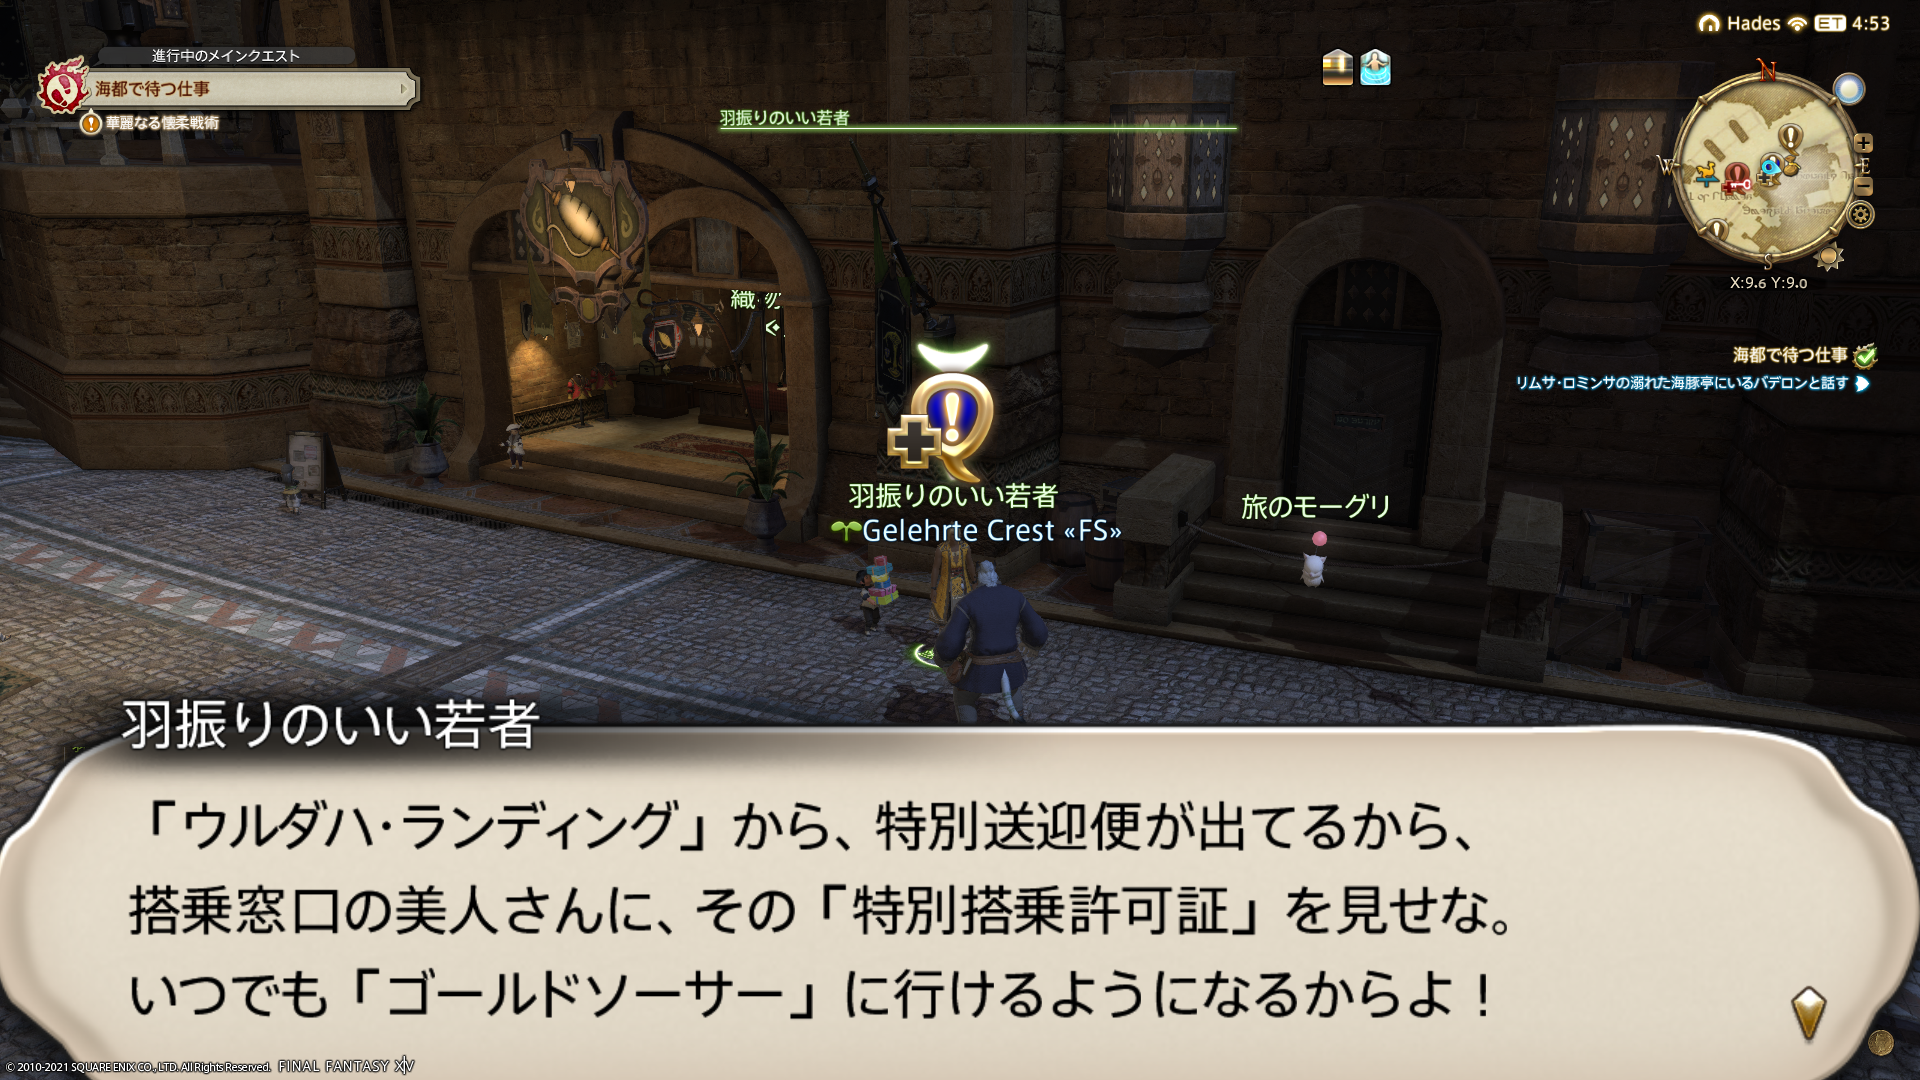 Hades ET 4:53
進行中のメインクエスト
海都で待つ仕事
華麗なる懐柔戦術
羽振りのいい若者
N
W
E
S
X:9.6 Y:9.0
海都で待つ仕事
リムサ・ロミンサの溺れた海豚亭にいるバデロンと話す
羽振りのいい若者
Gelehrte Crest «FS»
旅のモーグリ
羽振りのいい若者
「ウルダハ・ランディング」から、特別送迎便が出てるから、
搭乗窓口の美人さんに、その「特別搭乗許可証」を見せな。
いつでも「ゴールドソーサー」に行けるようになるからよ！
© 2010-2021 SQUARE ENIX CO., LTD. All Rights Reserved. FINAL FANTASY XIV